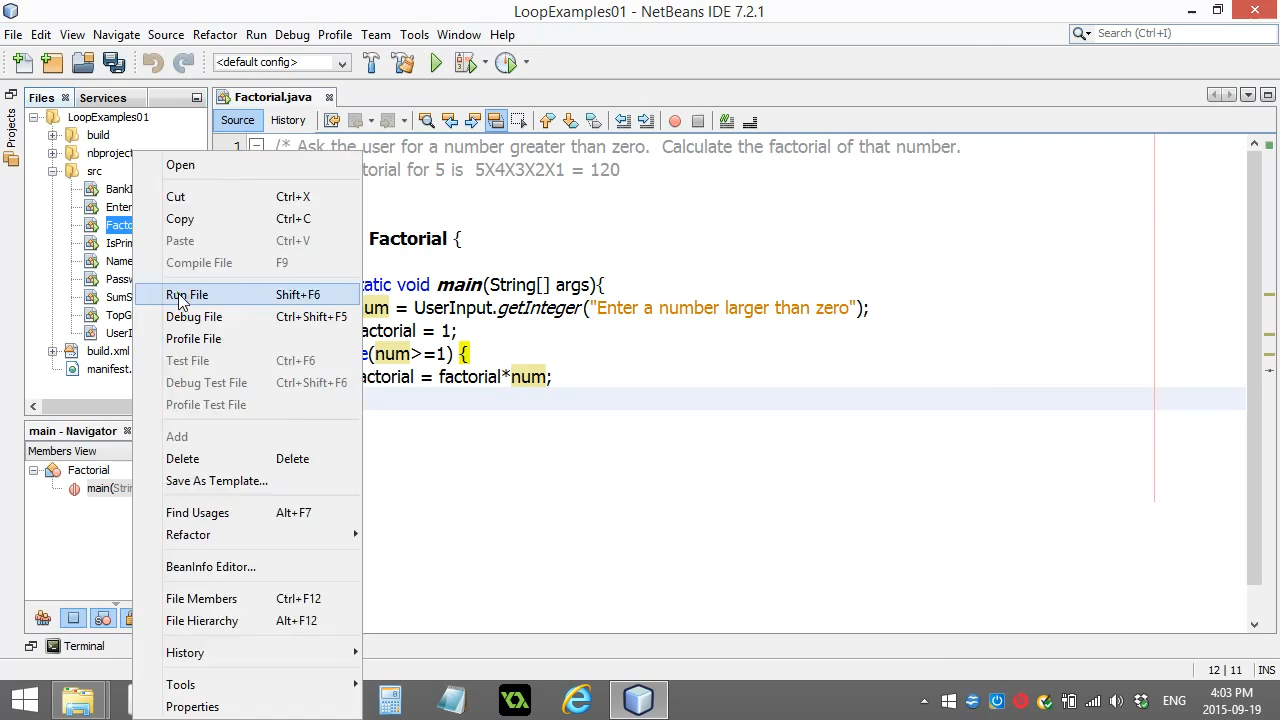 LoopExamples01 - NetBeans IDE 7.2.1
File Edit View Navigate Source Refactor Run Debug Profile Team Tools Window Help
Search (Ctrl+I)
<default config>
Projects
Files Services
Factorial.java
Source History
LoopExamples01
build
nbproject
src
BankI
Enter
Facto
IsPrim
Name
Passw
SumS
TopG
UserI
build.xml
manifest.
main - Navigator
Members View
Factorial
main(Strin
Terminal
Open
Cut Ctrl+X
Copy Ctrl+C
Paste Ctrl+V
Compile File F9
Run File Shift+F6
Debug File Ctrl+Shift+F5
Profile File
Test File Ctrl+F6
Debug Test File Ctrl+Shift+F6
Profile Test File
Add
Delete Delete
Save As Template...
Find Usages Alt+F7
Refactor
BeanInfo Editor...
File Members Ctrl+F12
File Hierarchy Alt+F12
History
Tools
Properties
1 /* Ask the user for a number greater than zero. Calculate the factorial of that number.
torial for 5 is 5X4X3X2X1 = 120
Factorial {
tatic void main(String[] args){
num = UserInput.getInteger("Enter a number larger than zero");
factorial = 1;
e(num>=1) {
actorial = factorial*num;
12 | 11 INS
ENG
4:03 PM
2015-09-19